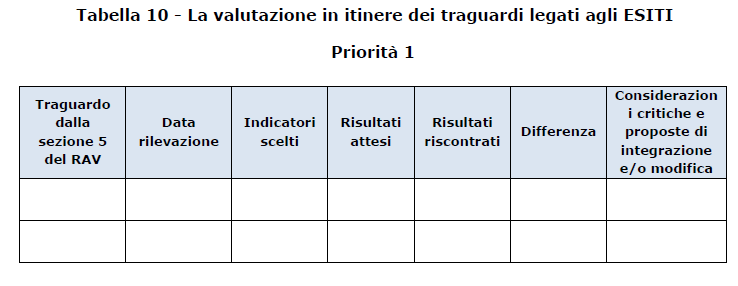 Tabella 10 - La valutazione in itinere dei traguardi legati agli ESITI
Priorità 1
Traguardo
dalla
sezione 5
del RAV
Data
rilevazione
Indicatori
scelti
Risultati
attesi
Risultati
riscontrati
Differenza
Considerazion
i critiche e
proposte di
integrazione
e/o modifica